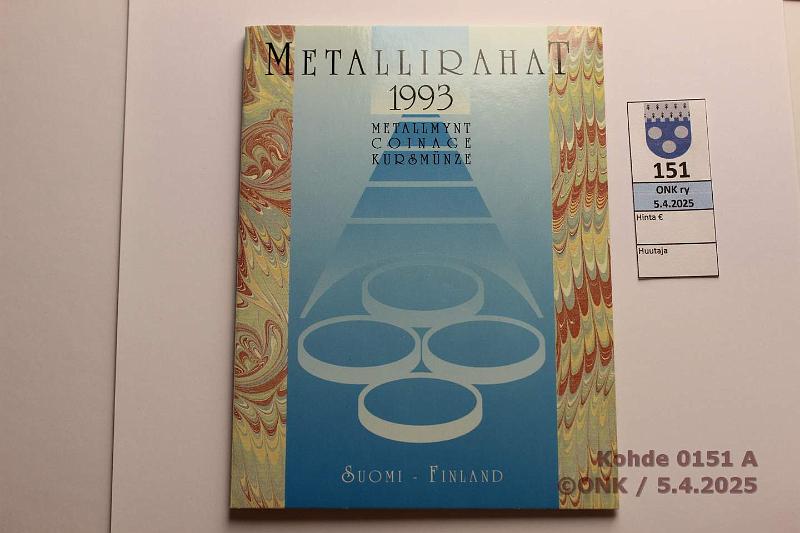 METALLIRAHAT
1993
METALLMYNT
COINAGE
KURSMÜNZE
SUOMI - FINLAND
151
ONK ry
5.4.2025
Hinta €
Huutaja
Kohde 0151 A
©ONK / 5.4.2025